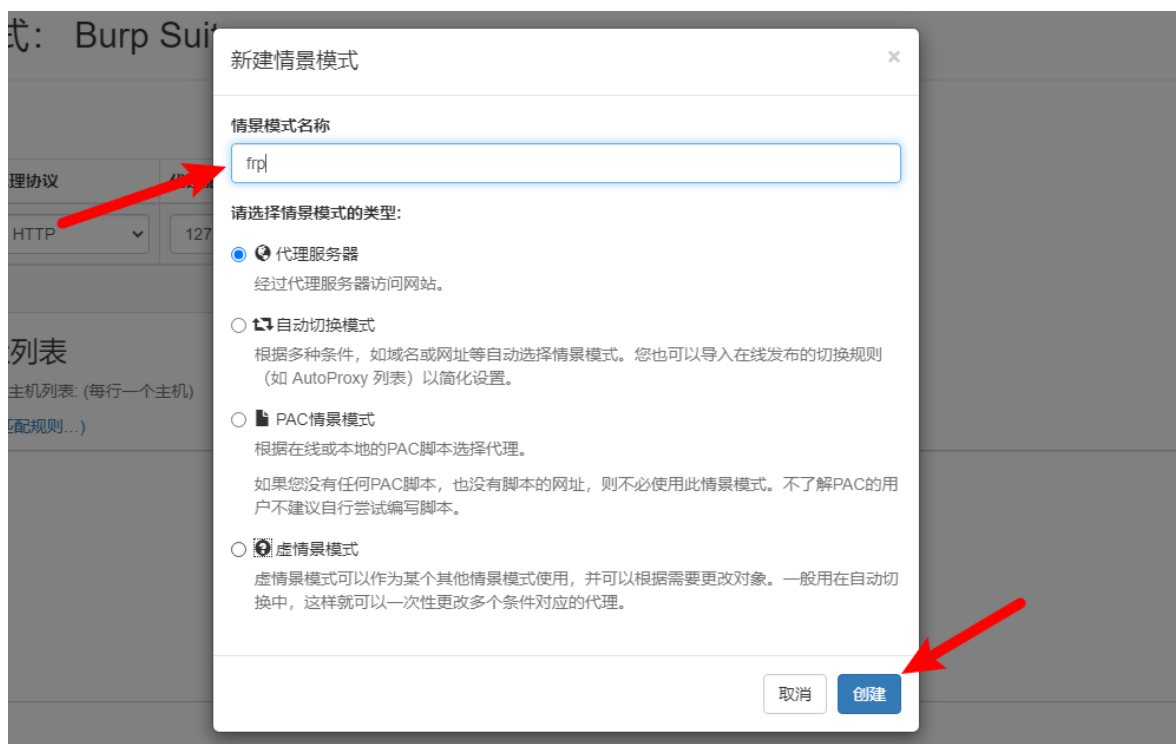 式： Burp Suit
新建情景模式
×
情景模式名称
frp
理协议
HTTP
127
请选择情景模式的类型:
代理服务器
经过代理服务器访问网站。
自动切换模式
根据多种条件，如域名或网址等自动选择情景模式。您也可以导入在线发布的切换规则
（如 AutoProxy 列表）以简化设置。
列表
主机列表: (每行一个主机)
匹配规则…)
PAC情景模式
根据在线或本地的PAC脚本选择代理。
如果您没有任何PAC脚本，也没有脚本的网址，则不必使用此情景模式。不了解PAC的用
户不建议自行尝试编写脚本。
虚情景模式
虚情景模式可以作为某个其他情景模式使用，并可以根据需要更改对象。一般用在自动切
换中，这样就可以一次性更改多个条件对应的代理。
取消
创建